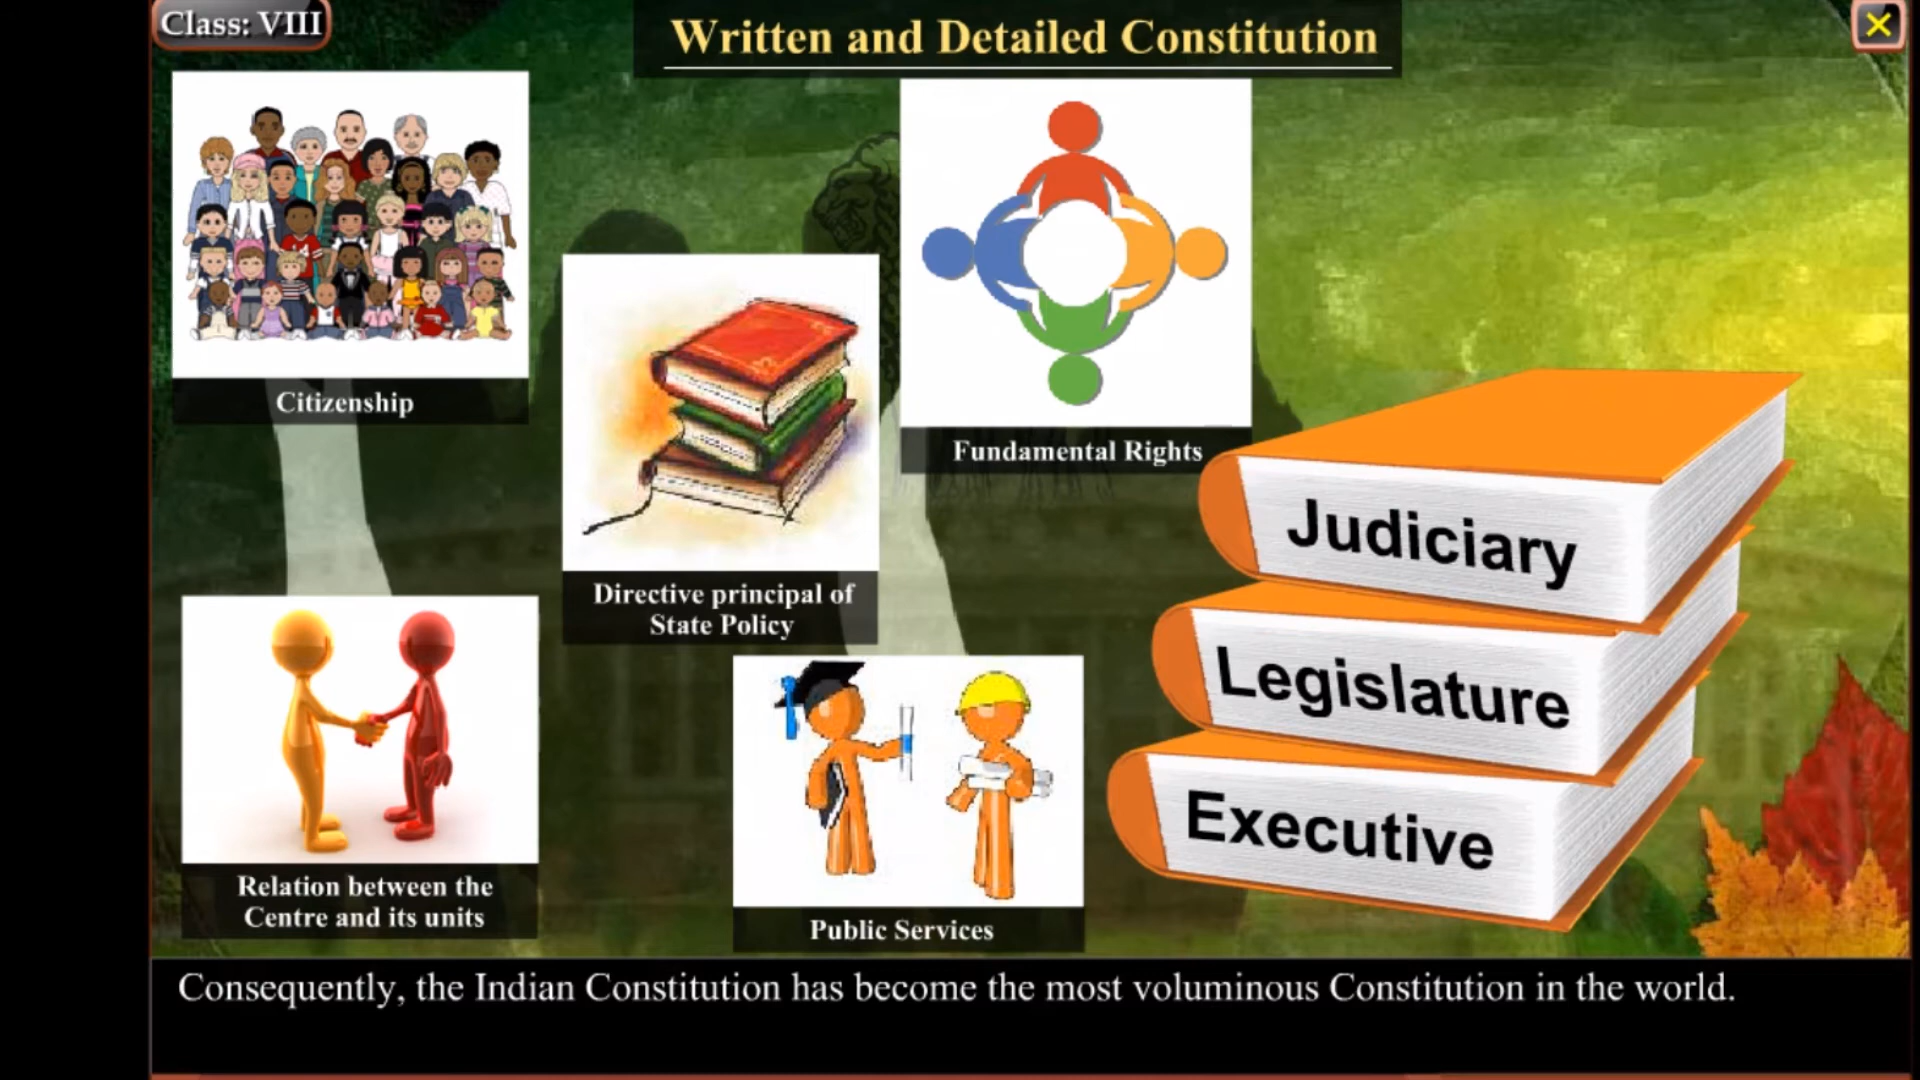 Class: VIII
Written and Detailed Constitution
Citizenship
Fundamental Rights
Directive principal of
State Policy
Judiciary
Legislature
Executive
Relation between the
Centre and its units
Public Services
Consequently, the Indian Constitution has become the most voluminous Constitution in the world.